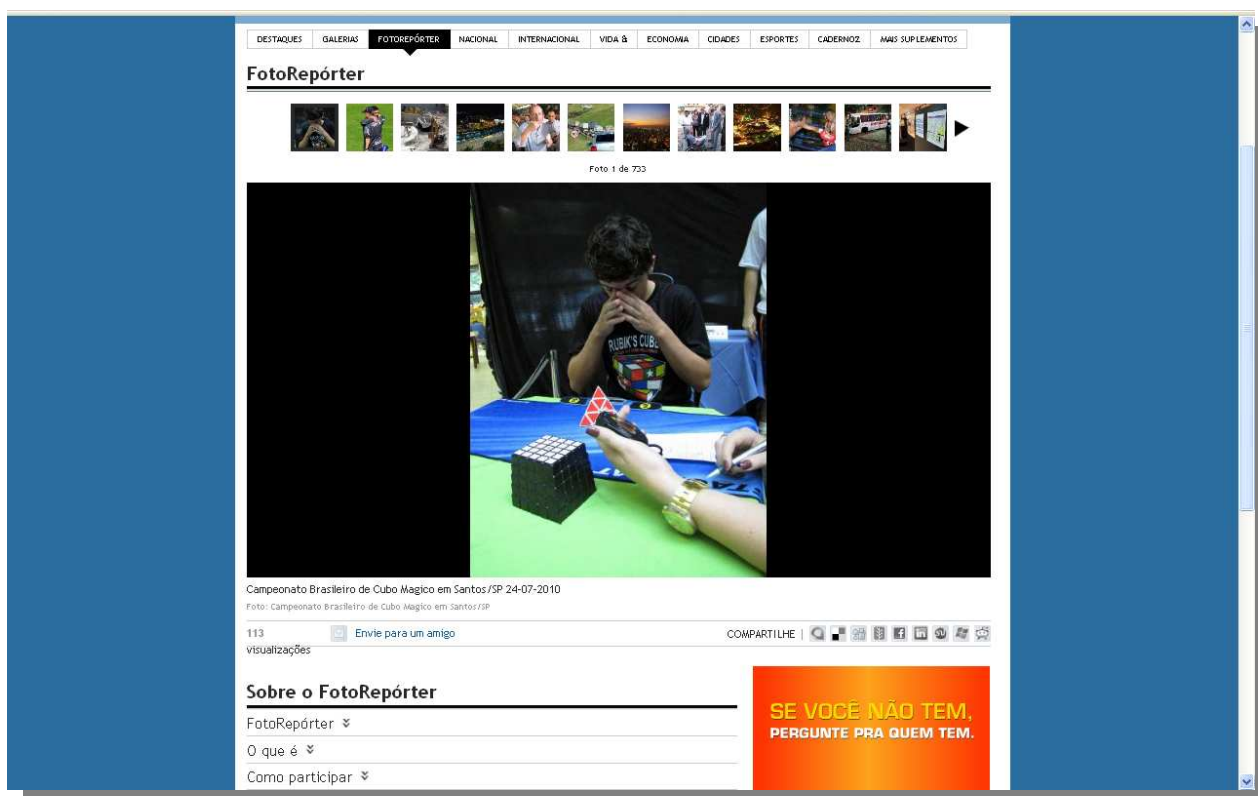 DESTAQUES GALERIAS FOTOREPÓRTER NACIONAL INTERNACIONAL VIDA & ECONOMIA CIDADES ESPORTES CADERNO2 MAIS SUPLEMENTOS
FotoRepórter
Foto 1 de 733
RUBIK'S CUBE
Campeonato Brasileiro de Cubo Magico em Santos/SP 24-07-2010
Foto: Campeonato Brasileiro de Cubo Magico em Santos/SP
113 visualizações
Envie para um amigo
COMPARTILHE |
Sobre o FotoRepórter
FotoRepórter
O que é
Como participar
SE VOCÊ NÃO TEM,
PERGUNTE PRA QUEM TEM.